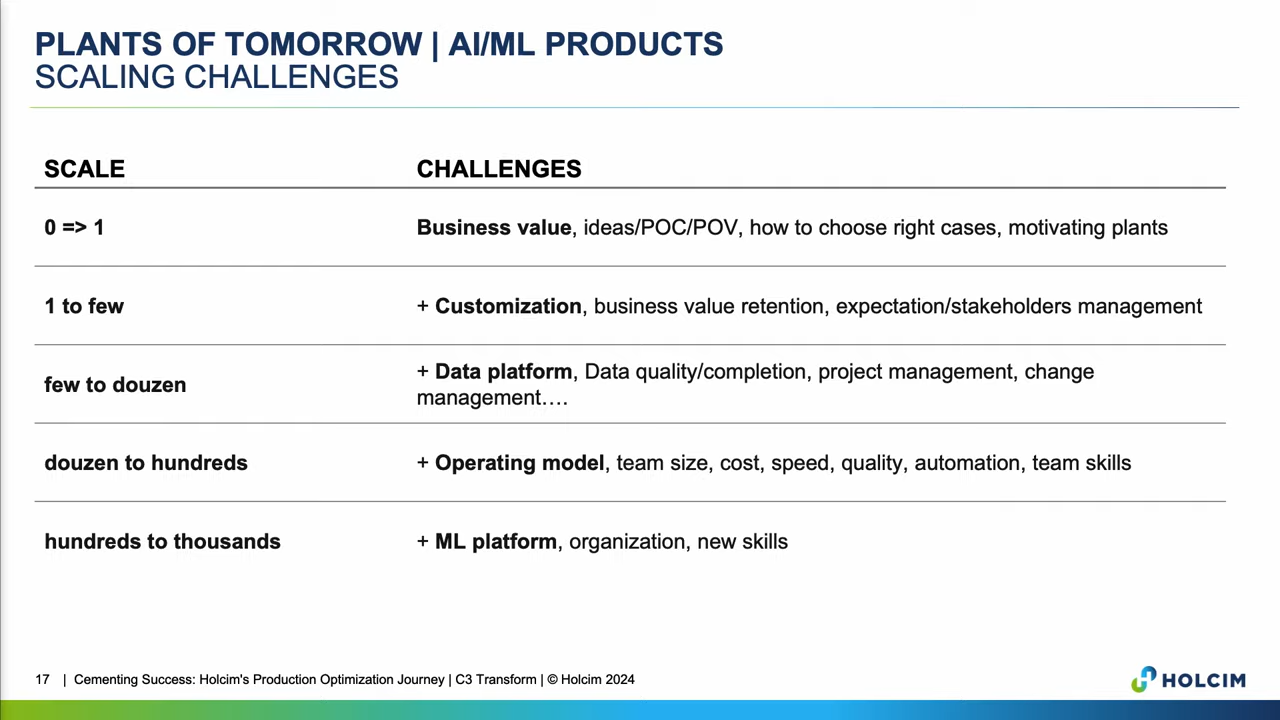 PLANTS OF TOMORROW | AI/ML PRODUCTS
SCALING CHALLENGES
SCALE CHALLENGES
0 => 1 Business value, ideas/POC/POV, how to choose right cases, motivating plants
1 to few + Customization, business value retention, expectation/stakeholders management
few to douzen + Data platform, Data quality/completion, project management, change
management….
douzen to hundreds + Operating model, team size, cost, speed, quality, automation, team skills
hundreds to thousands + ML platform, organization, new skills
17 | Cementing Success: Holcim's Production Optimization Journey | C3 Transform | © Holcim 2024
HOLCIM